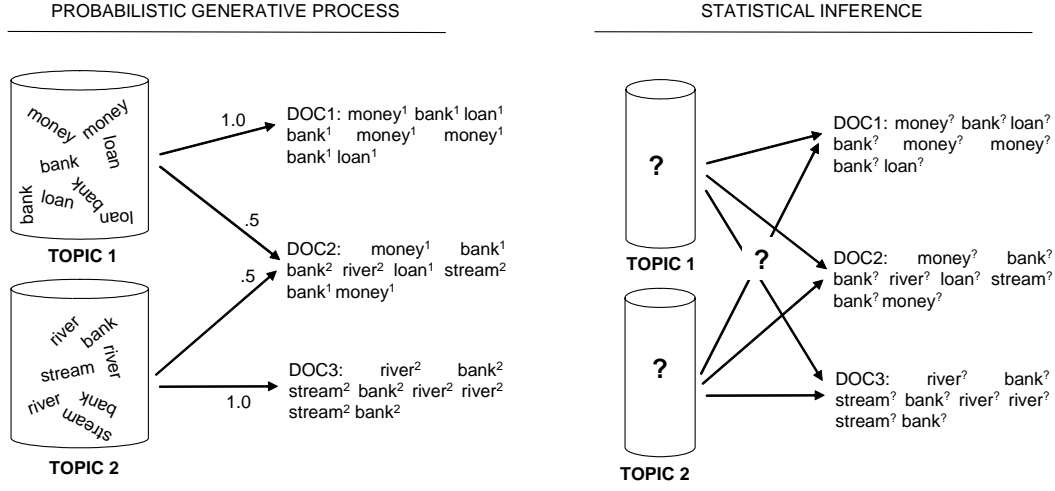 PROBABILISTIC GENERATIVE PROCESS
money
money
loan
bank
bank
loan
bank
loan
TOPIC 1
river
bank
river
stream
river
bank
stream
TOPIC 2
1.0
.5
.5
1.0
DOC1: money¹ bank¹ loan¹
bank¹ money¹ money¹
bank¹ loan¹
DOC2: money¹ bank¹
bank² river² loan¹ stream²
bank¹ money¹
DOC3: river² bank²
stream² bank² river² river²
stream² bank²
STATISTICAL INFERENCE
?
TOPIC 1
?
?
TOPIC 2
DOC1: money? bank? loan?
bank? money? money?
bank? loan?
DOC2: money? bank?
bank? river? loan? stream?
bank? money?
DOC3: river? bank?
stream? bank? river? river?
stream? bank?